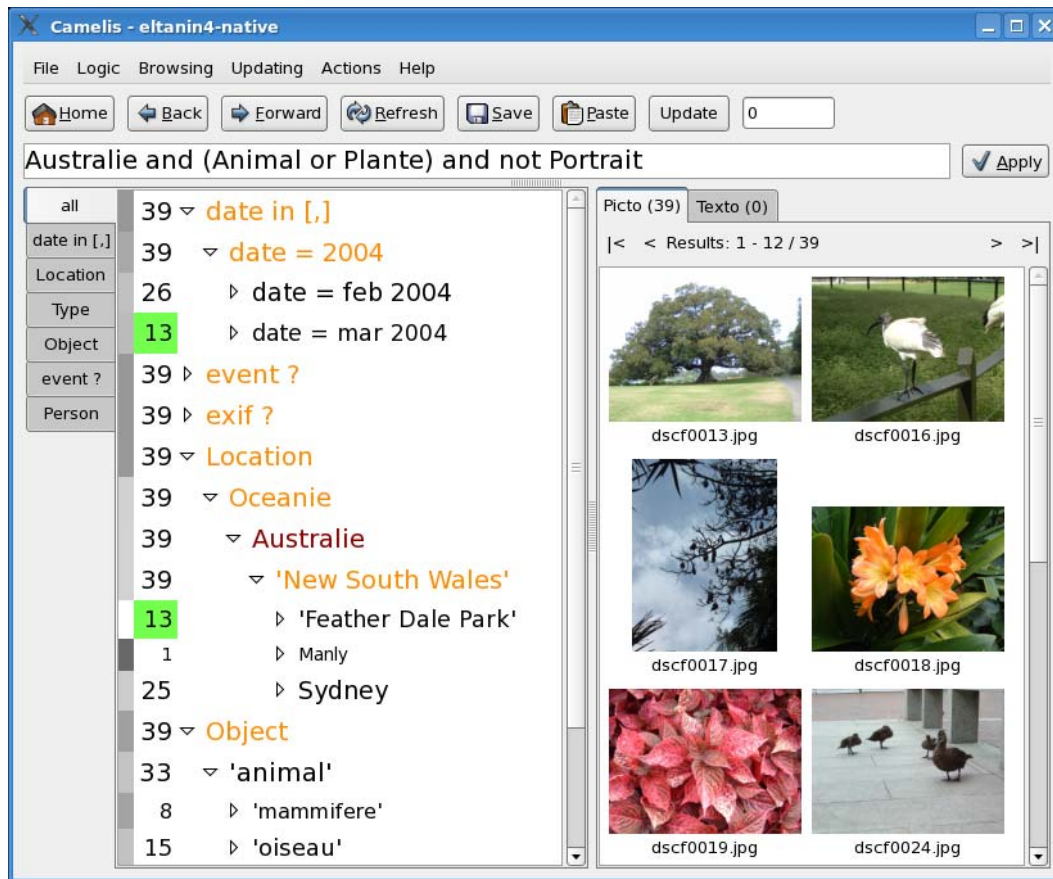 Camelis - eltanin4-native
File Logic Browsing Updating Actions Help
Home Back Forward Refresh Save Paste Update 0
Australie and (Animal or Plante) and not Portrait Apply
all
date in [,]
Location
Type
Object
event ?
Person
39 date in [,]
39 date = 2004
26 date = feb 2004
13 date = mar 2004
39 event ?
39 exif ?
39 Location
39 Oceanie
39 Australie
39 'New South Wales'
13 'Feather Dale Park'
1 Manly
25 Sydney
39 Object
33 'animal'
8 'mammifere'
15 'oiseau'
Picto (39) Texto (0)
|< < Results: 1 - 12 / 39 > >|
dscf0013.jpg dscf0016.jpg
dscf0017.jpg dscf0018.jpg
dscf0019.jpg dscf0024.jpg